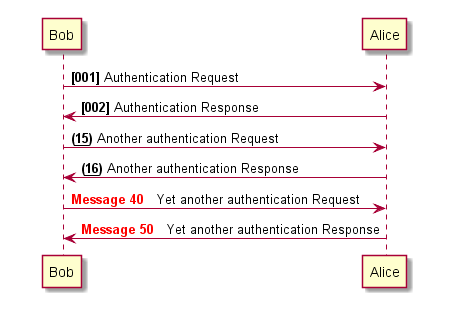 Bob Alice
[001] Authentication Request
[002] Authentication Response
(15) Another authentication Request
(16) Another authentication Response
Message 40 Yet another authentication Request
Message 50 Yet another authentication Response
Bob Alice